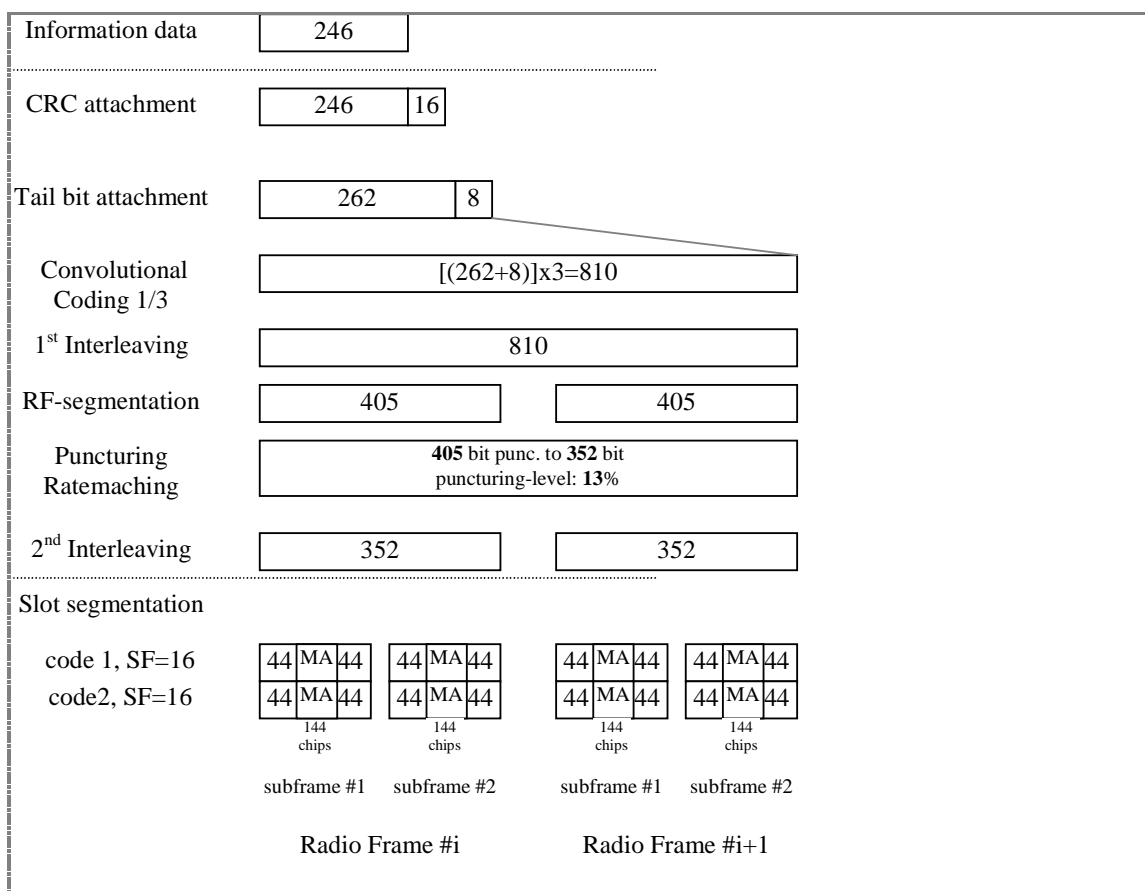 Information data 246
CRC attachment 246 16
Tail bit attachment 262 8
Convolutional
Coding 1/3
[(262+8)]x3=810
1st Interleaving 810
RF-segmentation 405 405
Puncturing
Ratemaching
405 bit punc. to 352 bit
puncturing-level: 13%
2nd Interleaving 352 352
Slot segmentation
code 1, SF=16 44 MA 44 44 MA 44 44 MA 44 44 MA 44
code2, SF=16 44 MA 44 44 MA 44 44 MA 44 44 MA 44
144 144 144 144
chips chips chips chips
subframe #1 subframe #2 subframe #1 subframe #2
Radio Frame #i Radio Frame #i+1